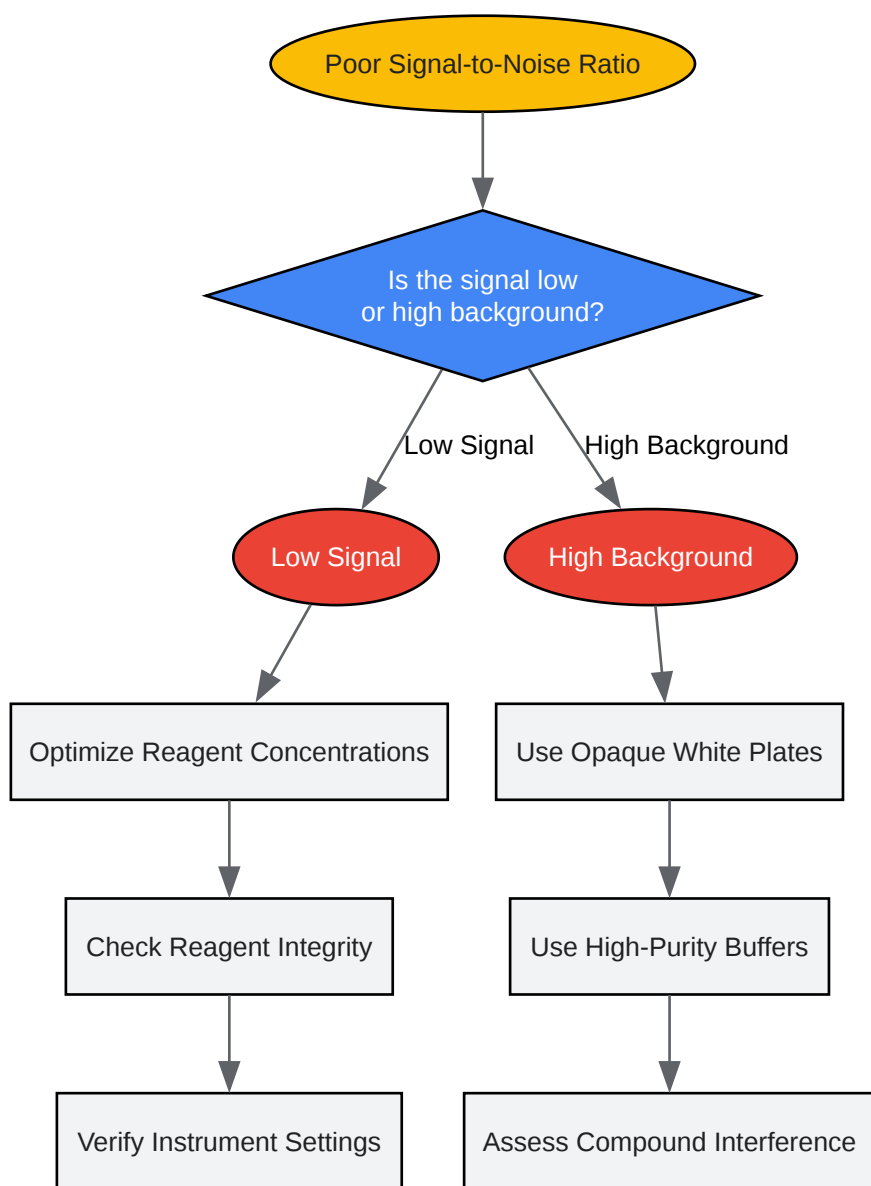 Poor Signal-to-Noise Ratio
Is the signal low
or high background?
Low Signal
High Background
Low Signal
High Background
Optimize Reagent Concentrations
Use Opaque White Plates
Check Reagent Integrity
Use High-Purity Buffers
Verify Instrument Settings
Assess Compound Interference